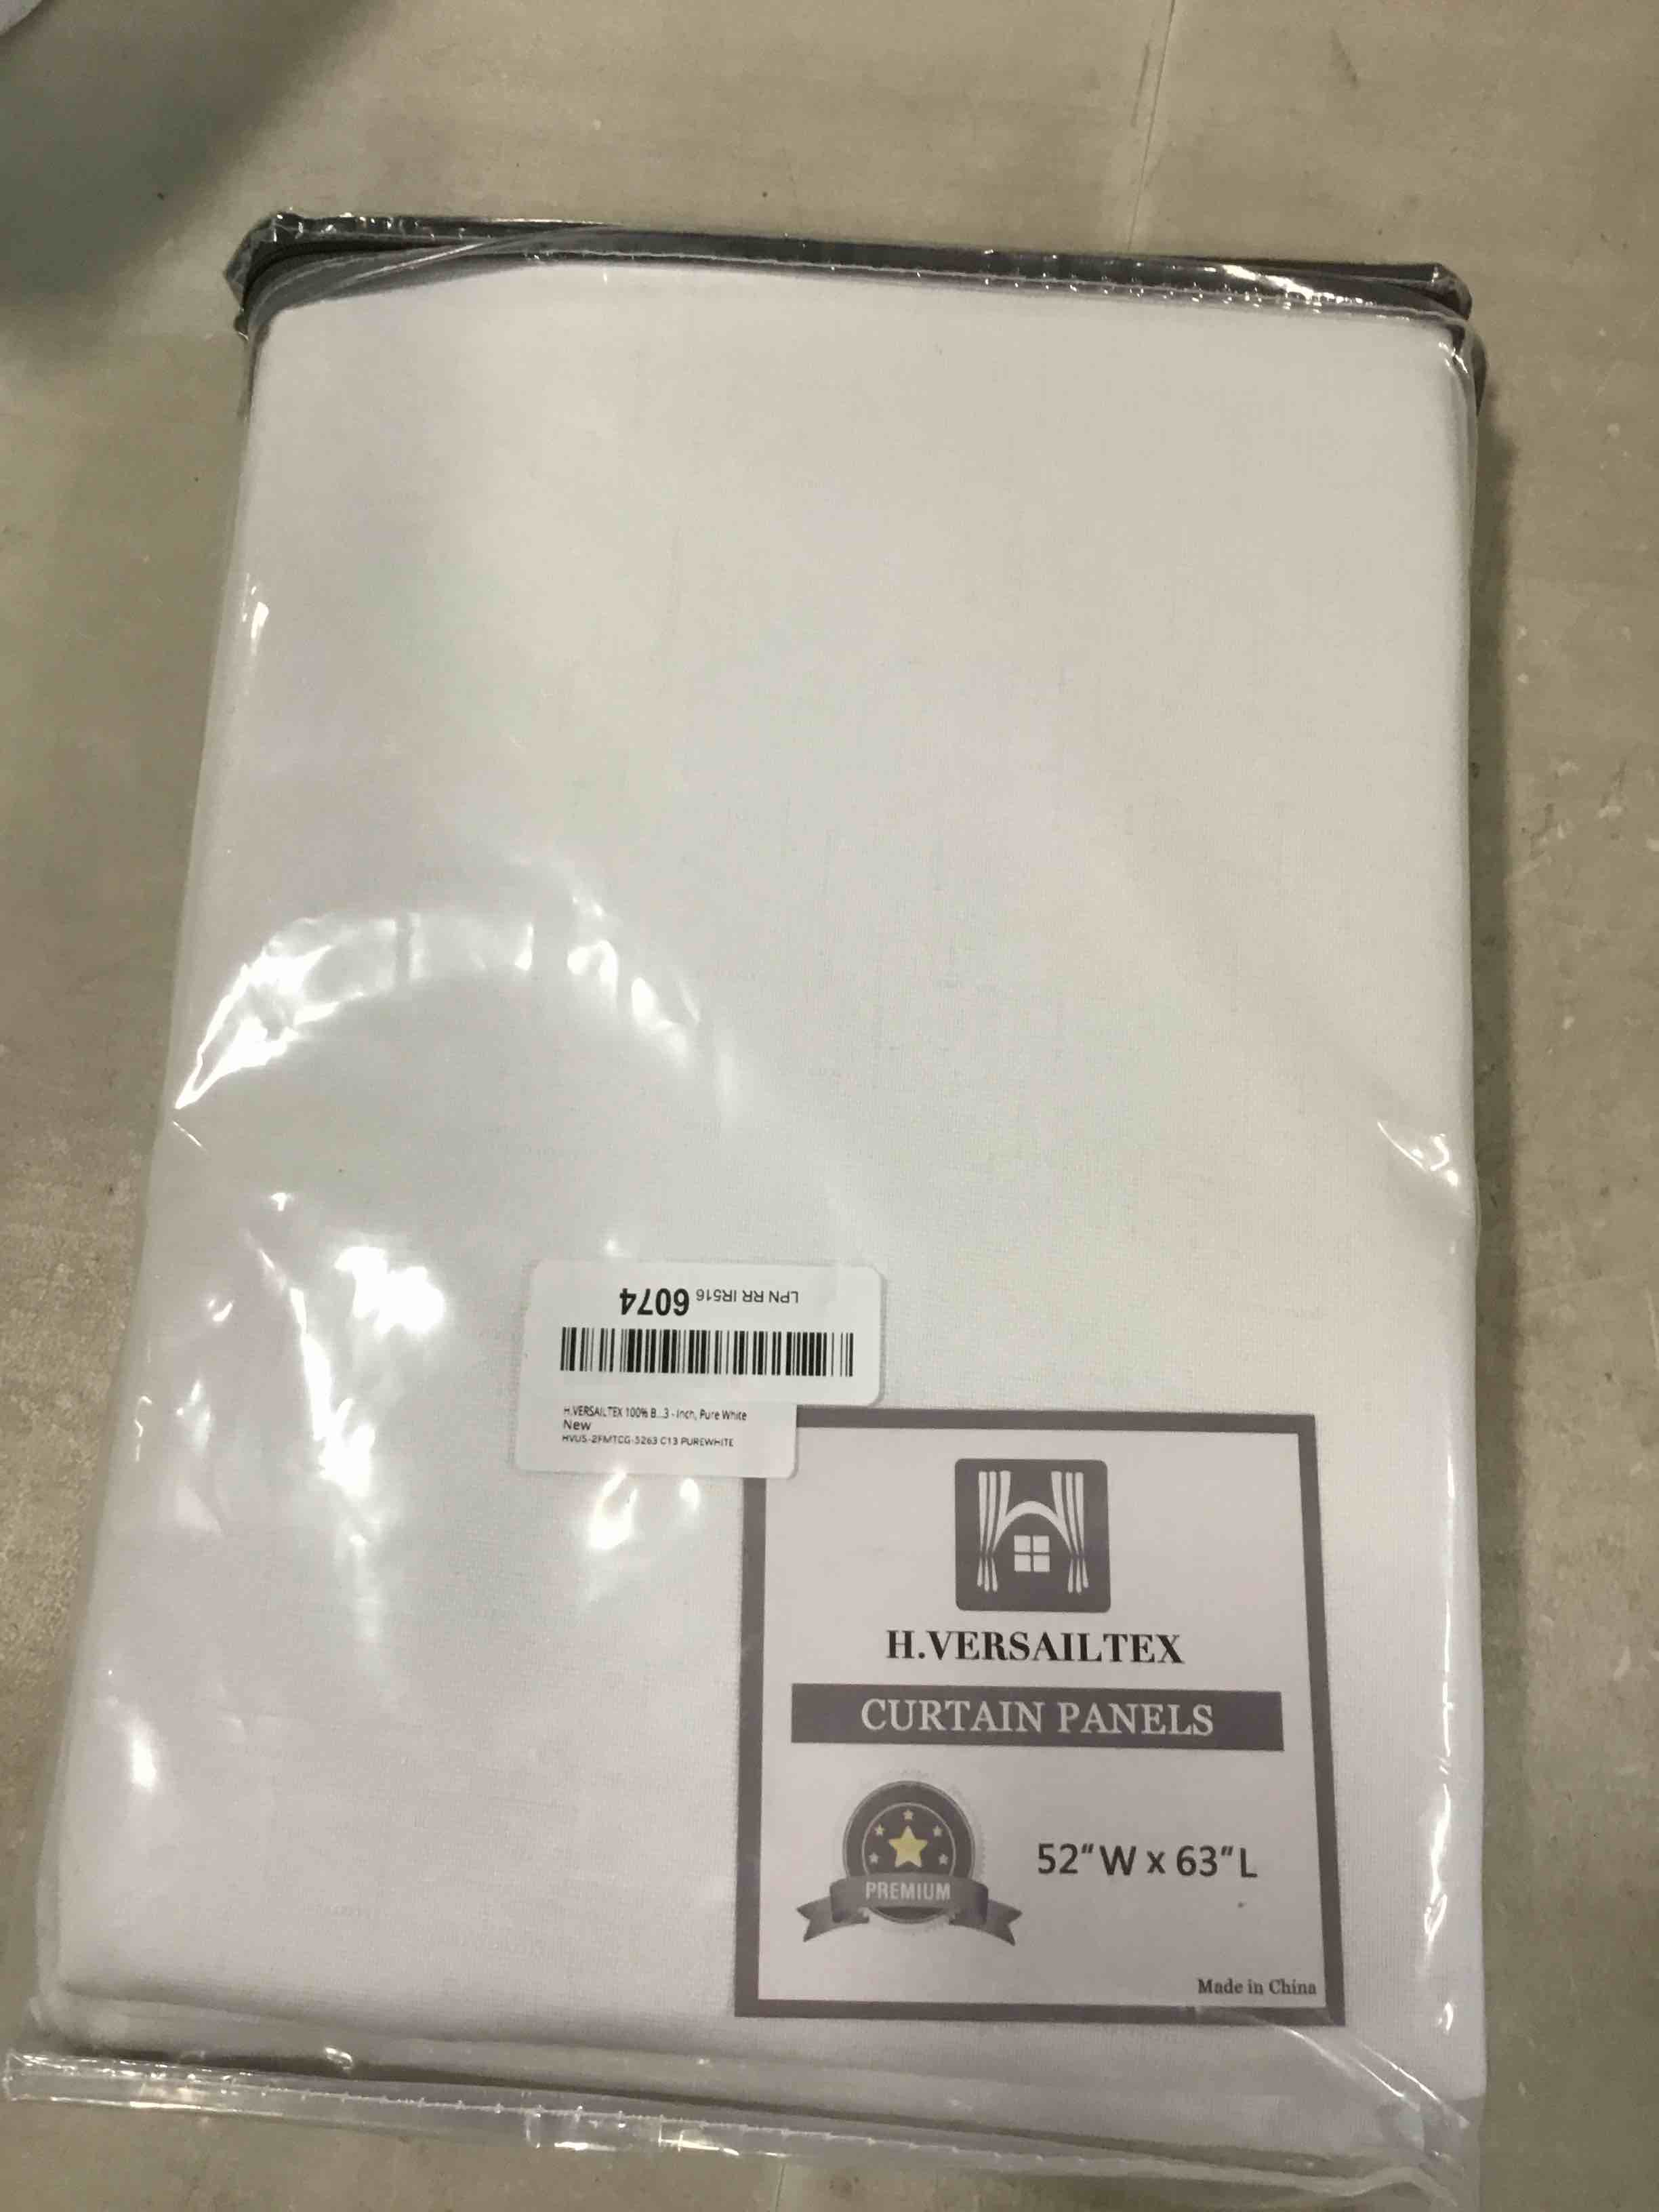 LPN RR IR516 6074
H.VERSAILTEX 100% B...3 - Inch, Pure White
New
HVUS-2FMTCG-5263 C13 PUREWHITE
H.VERSAILTEX
CURTAIN PANELS
PREMIUM
52"W x 63"L
Made in China